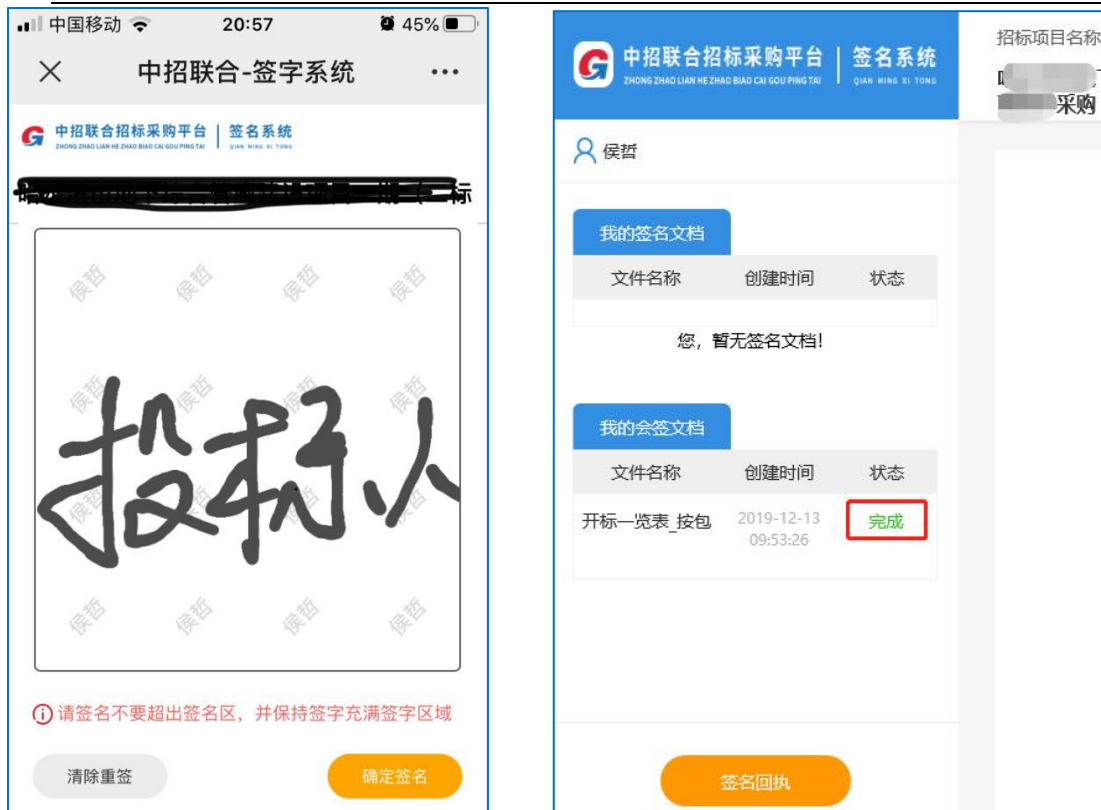 中国移动 20:57 45%
中招联合-签字系统
中招联合招标采购平台 签名系统
ZHONG ZHAO LIAN HE ZHAO BIAO CAI GOU PING TAI QIAN MING XI TONG
标
侯哲 侯哲 侯哲 侯哲
侯哲 侯哲 侯哲 侯哲
投标人
侯哲 侯哲 侯哲 侯哲
侯哲 侯哲 侯哲 侯哲
请签名不要超出签名区，并保持签字充满签字区域
清除重签 确定签名
中招联合招标采购平台 签名系统
ZHONG ZHAO LIAN HE ZHAO BIAO CAI GOU PING TAI QIAN MING XI TONG
侯哲
我的签名文档
文件名称 创建时间 状态
您，暂无签名文档!
我的会签文档
文件名称 创建时间 状态
开标一览表_按包 2019-12-13 完成
09:53:26
签名回执
招标项目名称
采购